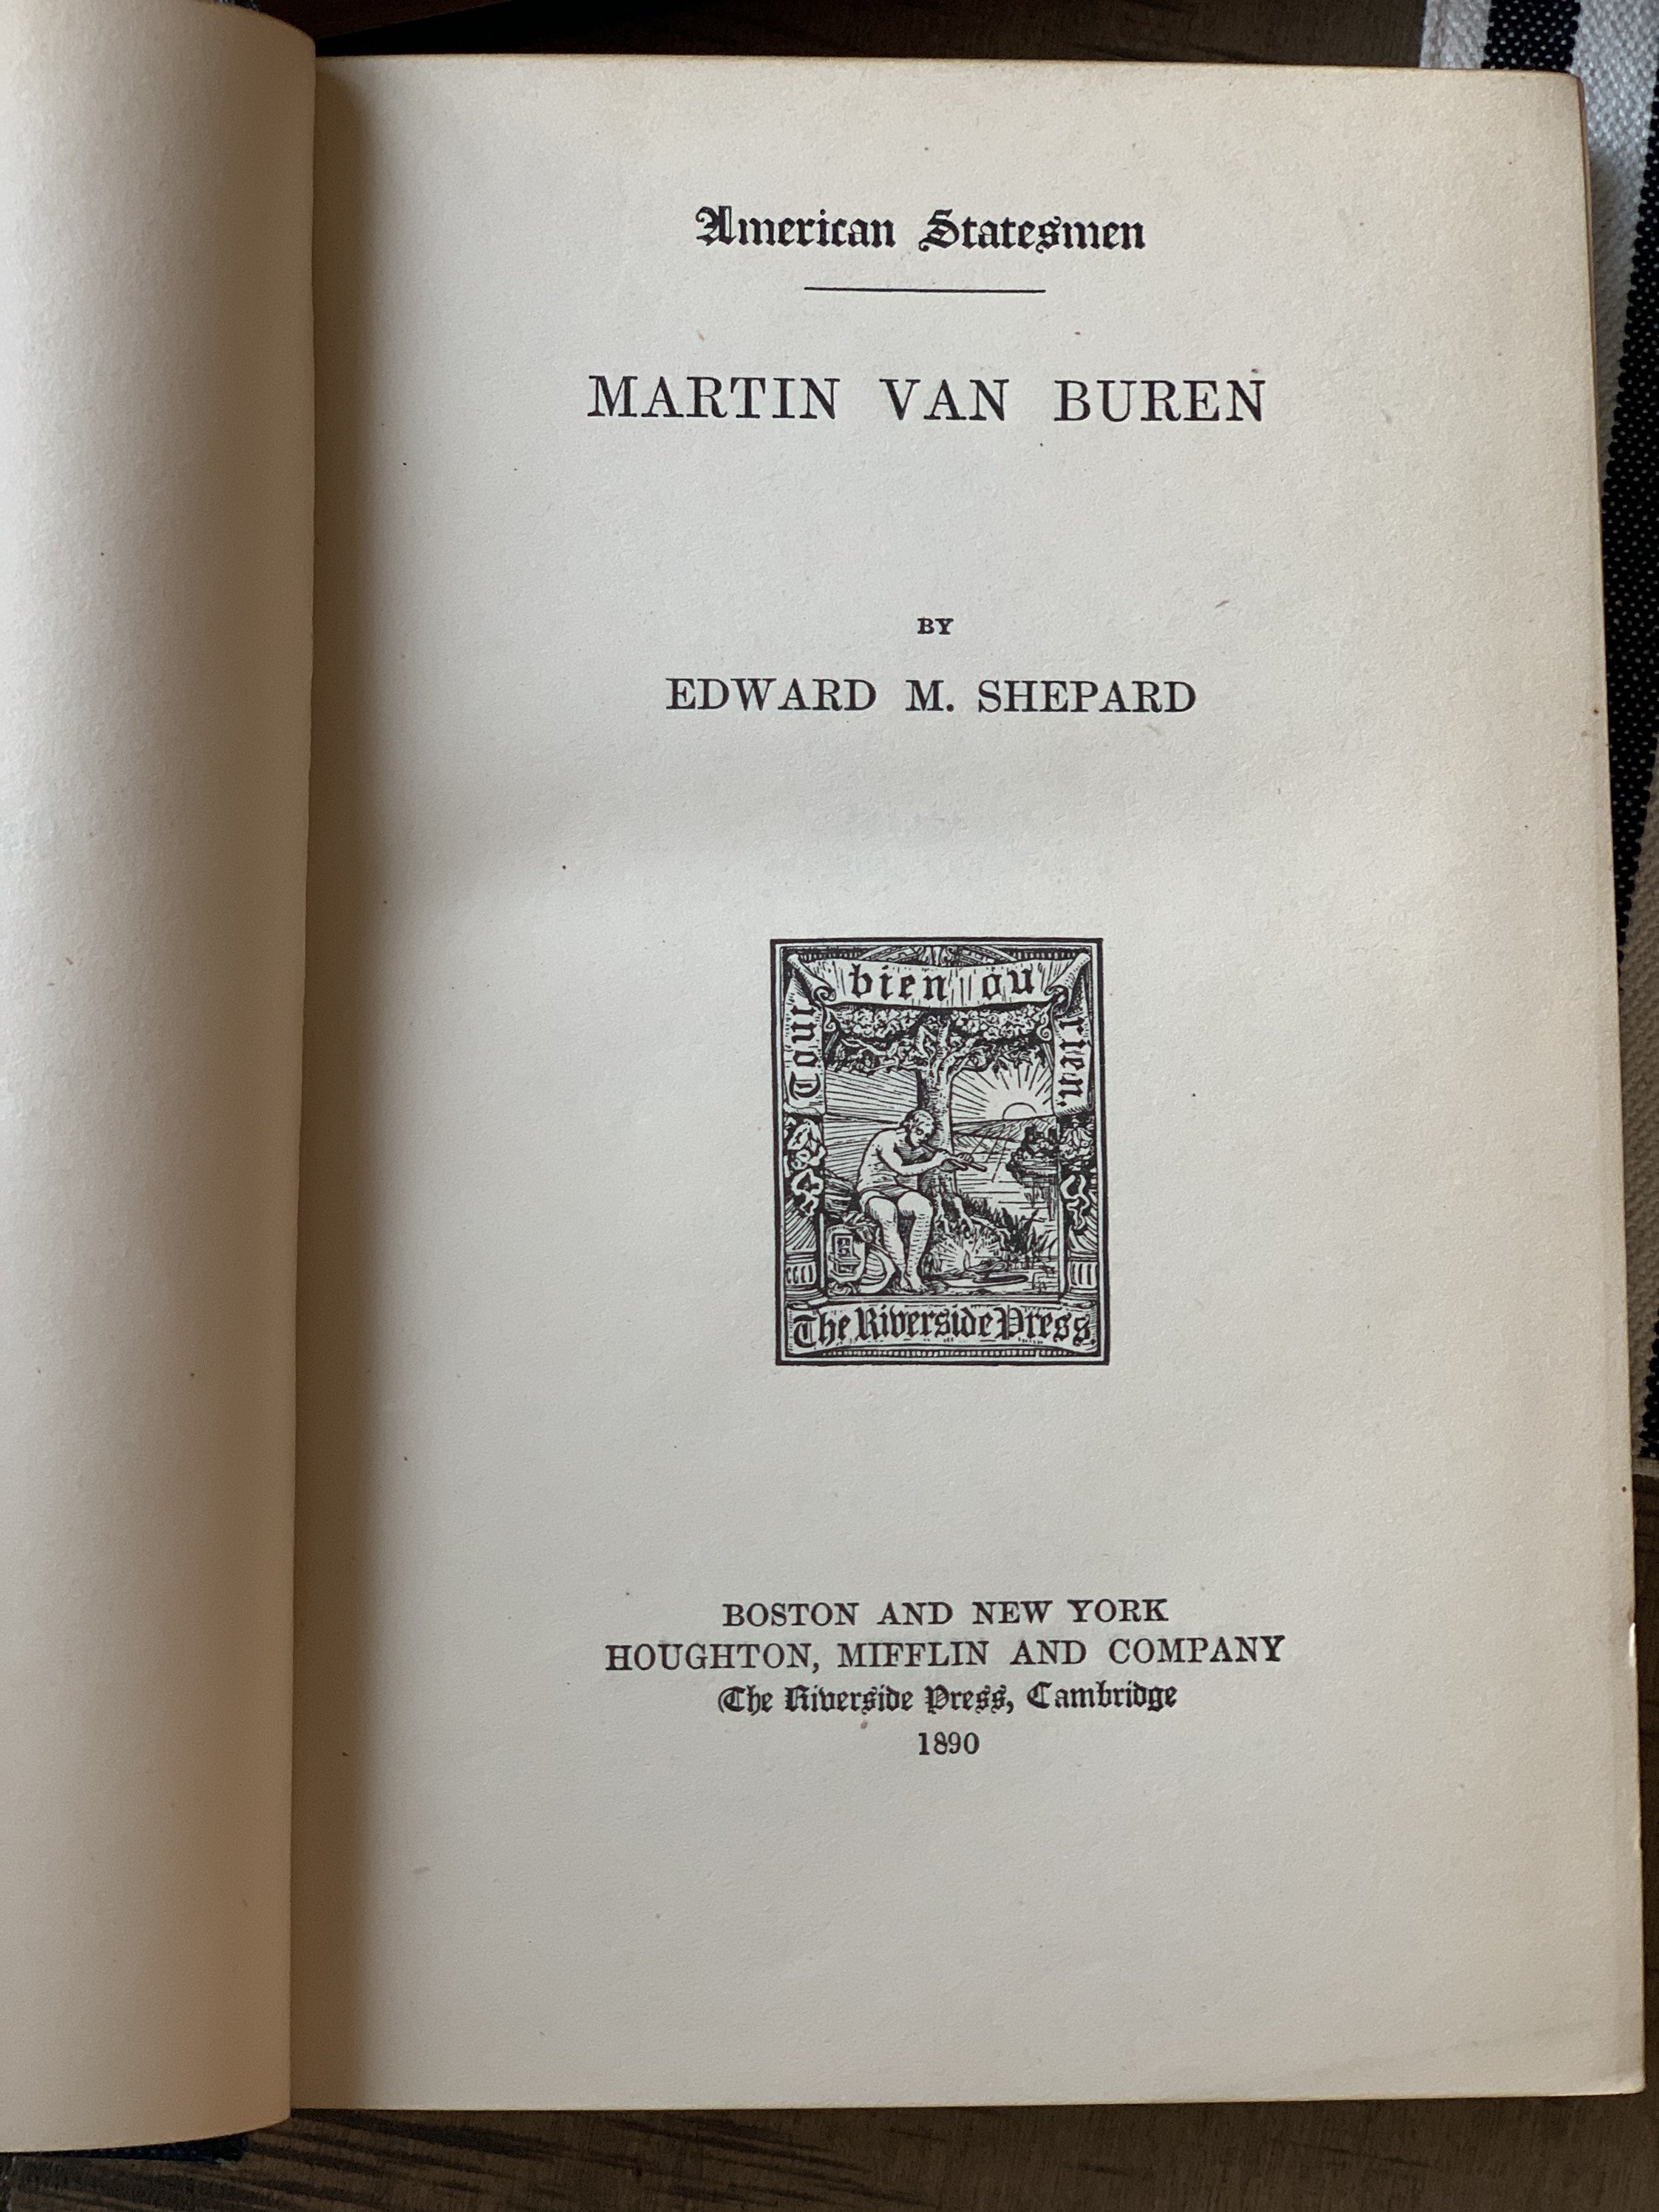 American Statesmen
MARTIN VAN BUREN
BY
EDWARD M. SHEPARD
Tout
bien ou
rien.
The Riverside Press
BOSTON AND NEW YORK
HOUGHTON, MIFFLIN AND COMPANY
The Riverside Press, Cambridge
1890